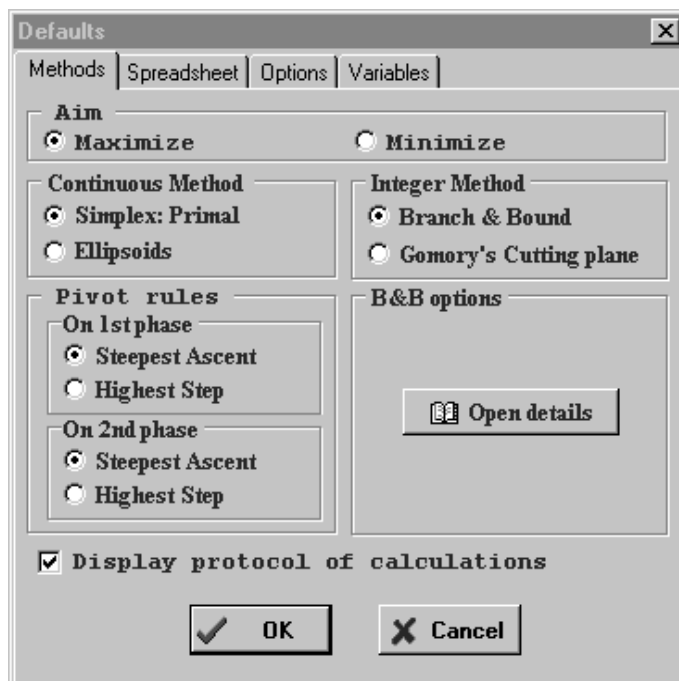 Defaults
Methods Spreadsheet Options Variables
Aim
Maximize Minimize
Continuous Method
Simplex: Primal
Ellipsoids
Integer Method
Branch & Bound
Gomory's Cutting plane
Pivot rules
On 1st phase
Steepest Ascent
Highest Step
On 2nd phase
Steepest Ascent
Highest Step
B&B options
Open details
Display protocol of calculations
OK Cancel